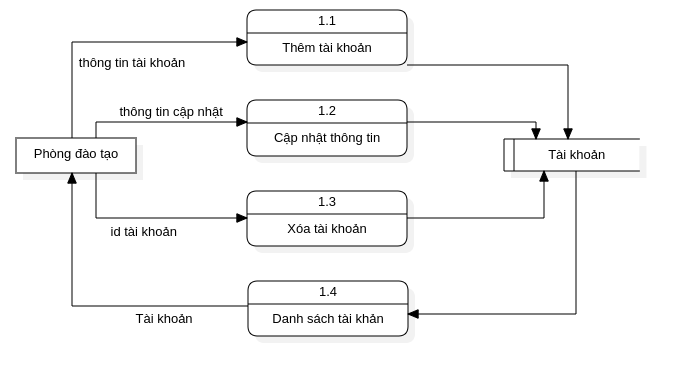 1.1
Thêm tài khoản
thông tin tài khoản
thông tin cập nhật
1.2
Cập nhật thông tin
Phòng đào tạo
Tài khoản
1.3
Xóa tài khoản
id tài khoản
1.4
Danh sách tài khản
Tài khoản